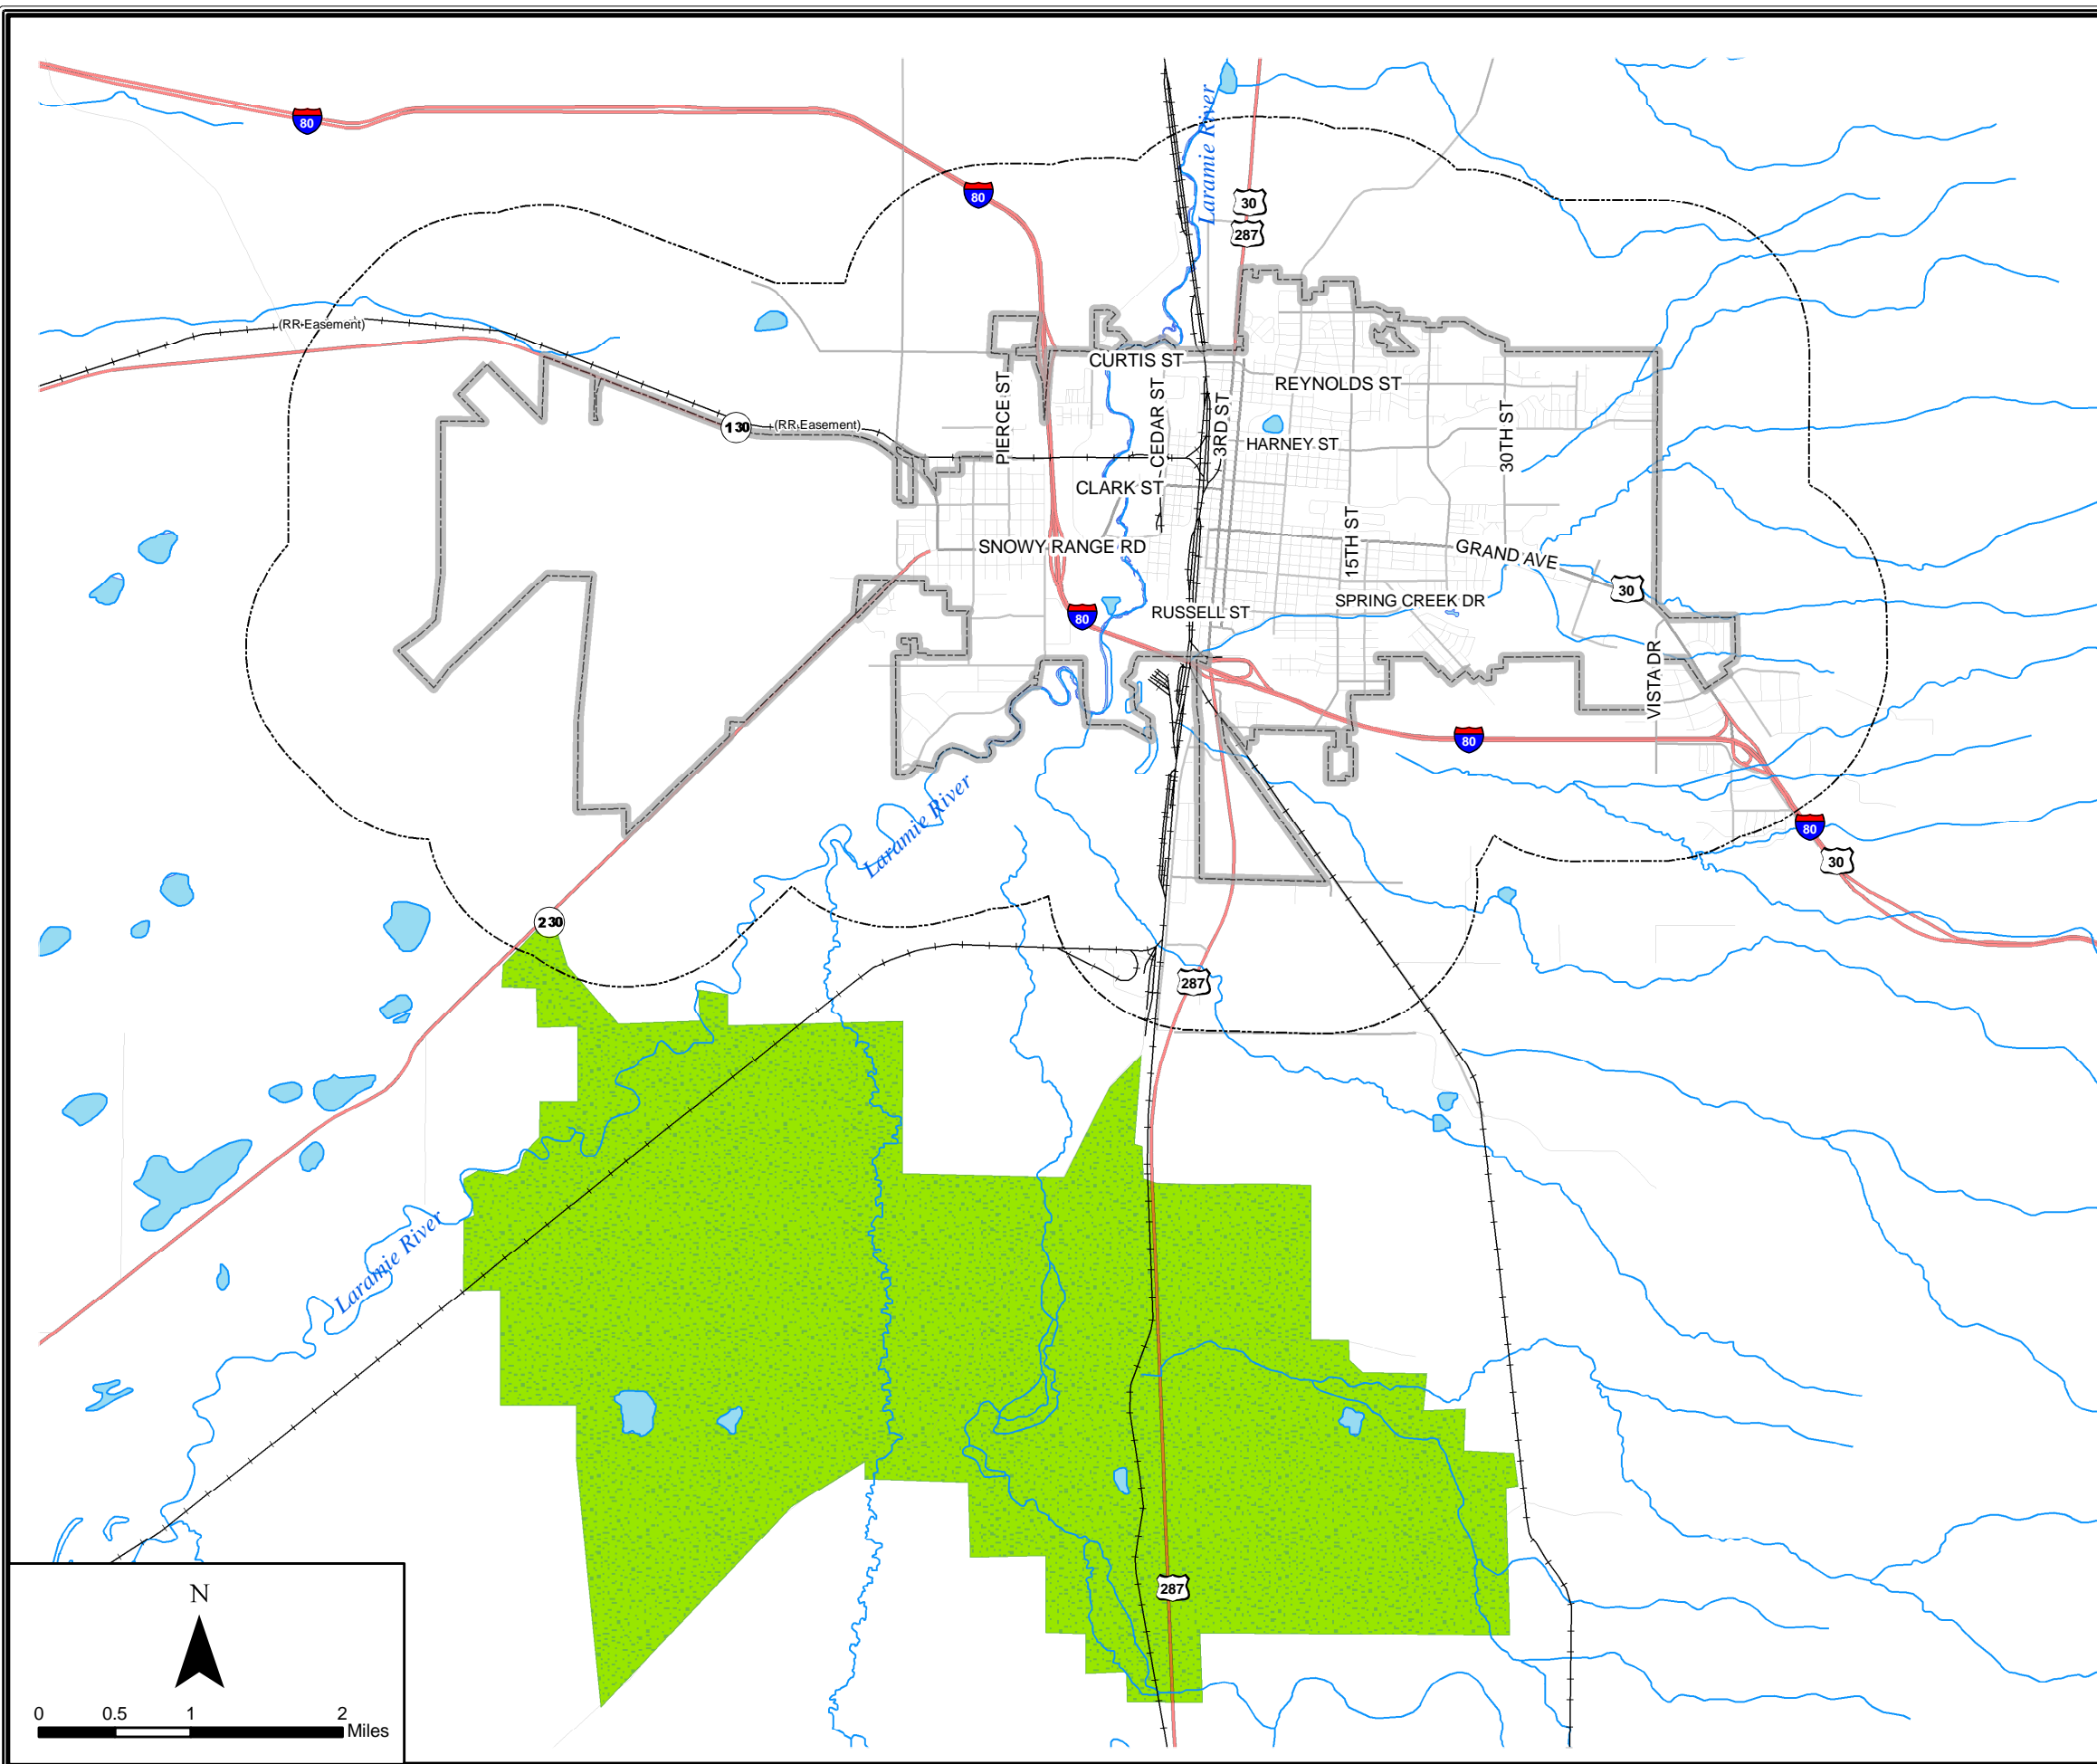 80
Laramie River
80
30
287
(RR Easement)
CURTIS ST
PIERCE ST
CEDAR ST
3RD ST
REYNOLDS ST
30TH ST
130
(RR Easement)
HARNEY ST
CLARK ST
15TH ST
SNOWY RANGE RD
GRAND AVE
30
80
RUSSELL ST
SPRING CREEK DR
VISTA DR
80
Laramie River
80
30
230
287
Laramie River
287
N
0 0.5 1 2
Miles